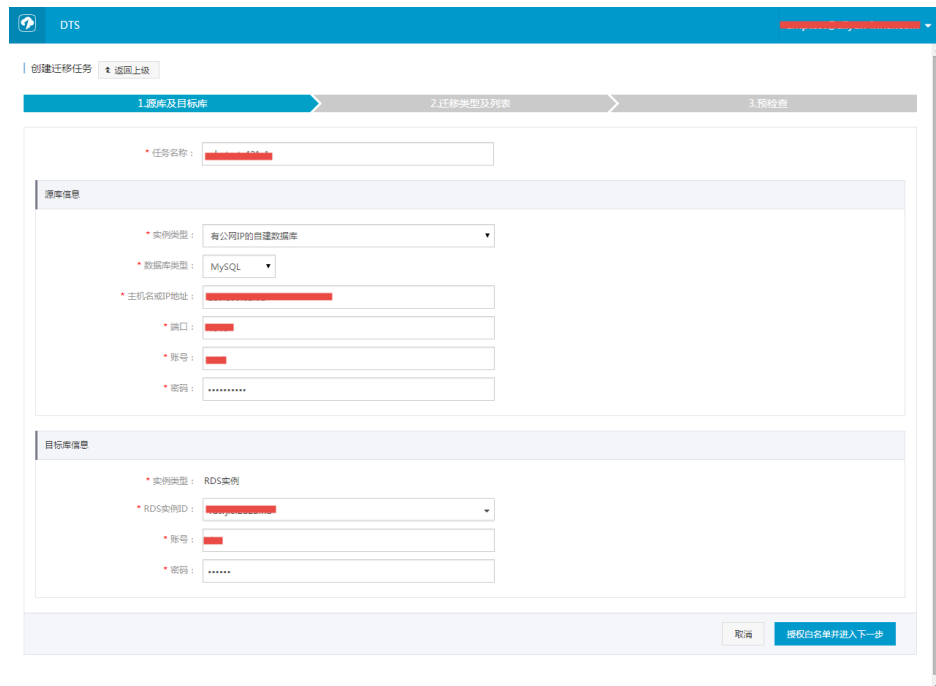 DTS
创建迁移任务 返回上级
1.源库及目标库 2.迁移类型及列表 3.预检查
* 任务名称：
源库信息
* 实例类型： 有公网IP的自建数据库
* 数据库类型： MySQL
* 主机名或IP地址：
* 端口：
* 账号：
* 密码： ••••••••••
目标库信息
* 实例类型： RDS实例
* RDS实例ID：
* 账号：
* 密码： ••••••
取消 授权白名单并进入下一步